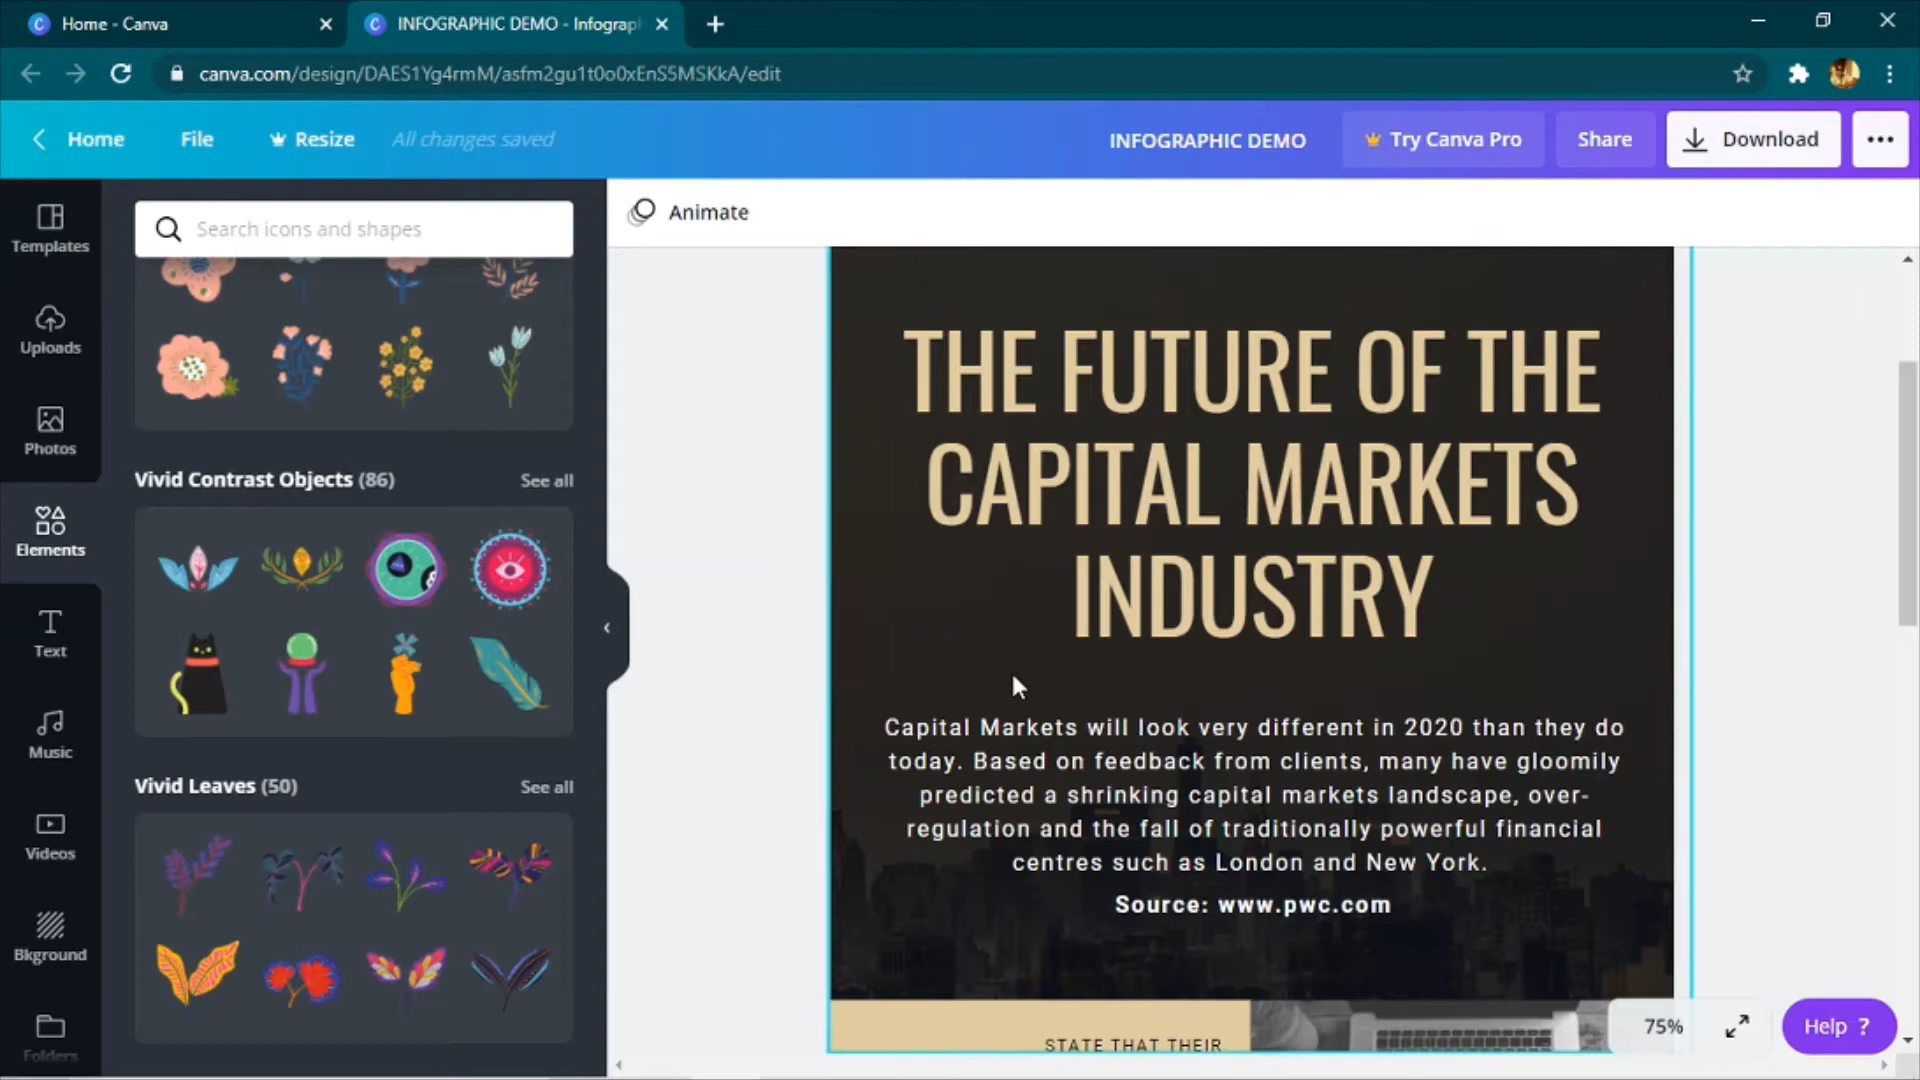 Home - Canva
INFOGRAPHIC DEMO - Infograp
canva.com/design/DAES1Yg4rmM/asfm2gu1t0o0xEnS5MSKkA/edit
Home
File
Resize
All changes saved
INFOGRAPHIC DEMO
Try Canva Pro
Share
Download
Templates
Uploads
Photos
Elements
Text
Music
Videos
Bkground
Folders
Search icons and shapes
Vivid Contrast Objects (86)
See all
Vivid Leaves (50)
See all
Animate
THE FUTURE OF THE
CAPITAL MARKETS
INDUSTRY
Capital Markets will look very different in 2020 than they do
today. Based on feedback from clients, many have gloomily
predicted a shrinking capital markets landscape, over-
regulation and the fall of traditionally powerful financial
centres such as London and New York.
Source: www.pwc.com
STATE THAT THEIR
75%
Help ?